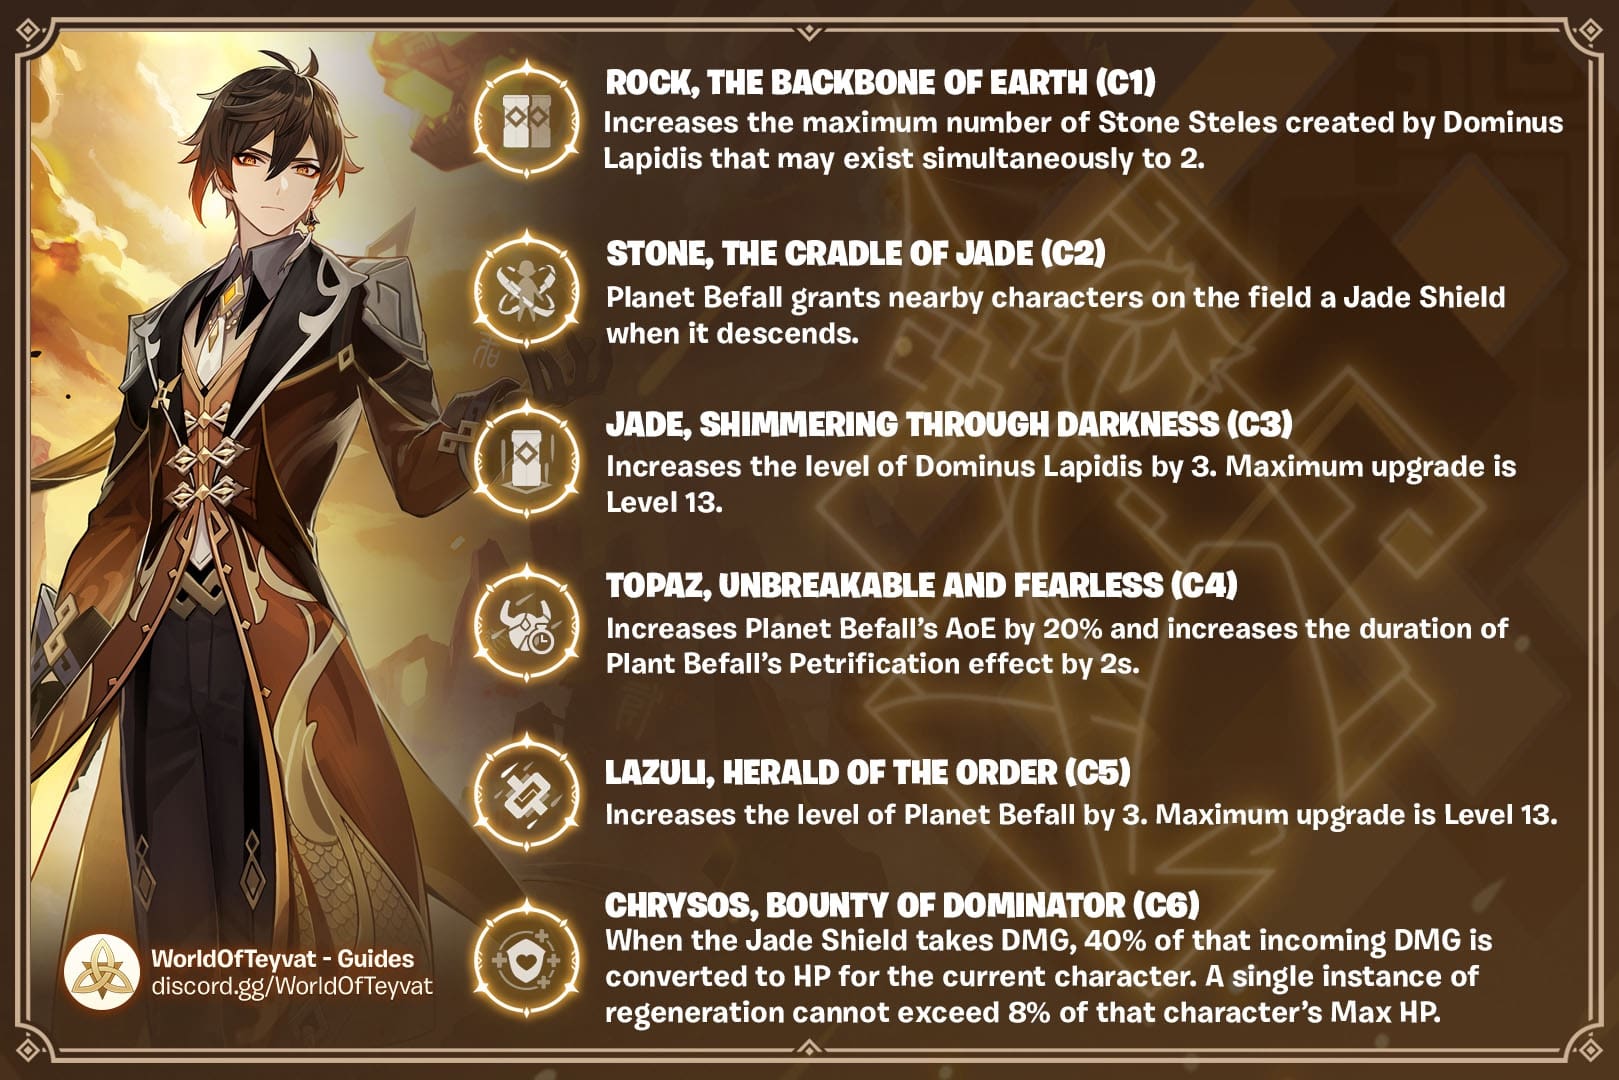 ROCK, THE BACKBONE OF EARTH (C1)
Increases the maximum number of Stone Steles created by Dominus
Lapidis that may exist simultaneously to 2.
STONE, THE CRADLE OF JADE (C2)
Planet Befall grants nearby characters on the field a Jade Shield
when it descends.
JADE, SHIMMERING THROUGH DARKNESS (C3)
Increases the level of Dominus Lapidis by 3. Maximum upgrade is
Level 13.
TOPAZ, UNBREAKABLE AND FEARLESS (C4)
Increases Planet Befall's AoE by 20% and increases the duration of
Plant Befall's Petrification effect by 2s.
LAZULI, HERALD OF THE ORDER (C5)
Increases the level of Planet Befall by 3. Maximum upgrade is Level 13.
CHRYSOS, BOUNTY OF DOMINATOR (C6)
When the Jade Shield takes DMG, 40% of that incoming DMG is
converted to HP for the current character. A single instance of
regeneration cannot exceed 8% of that character's Max HP.
WorldOfTeyvat - Guides
discord.gg/WorldOfTeyvat